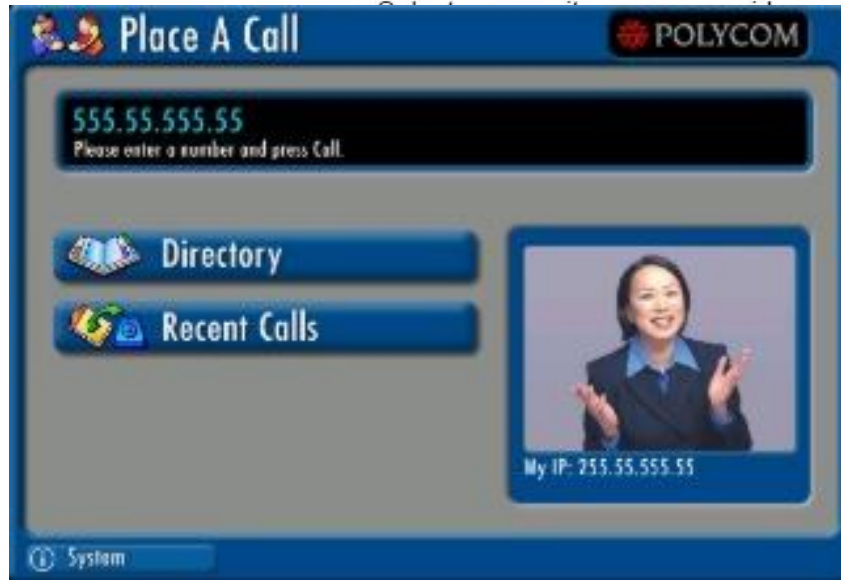 Place A Call
POLYCOM
555.55.555.55
Please enter a number and press Call.
Directory
Recent Calls
My IP: 255.55.555.55
System